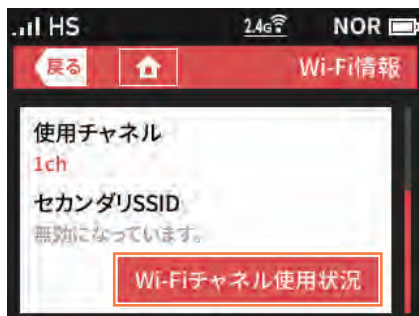 HS 2.4G NOR
戻る Wi-Fi情報
使用チャネル
1ch
セカンダリSSID
無効になっています。
Wi-Fiチャネル使用状況